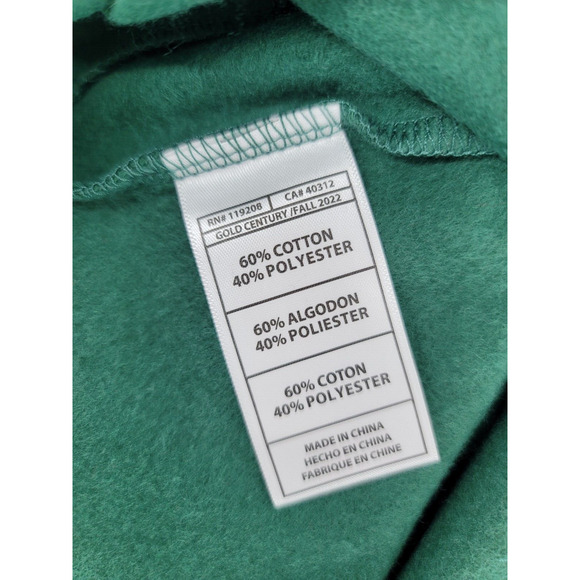 RN# 119208 CA# 40312
GOLD CENTURY /FALL 2022
60% COTTON
40% POLYESTER
60% ALGODON
40% POLIESTER
60% COTON
40% POLYESTER
MADE IN CHINA
HECHO EN CHINA
FABRIQUE EN CHINE